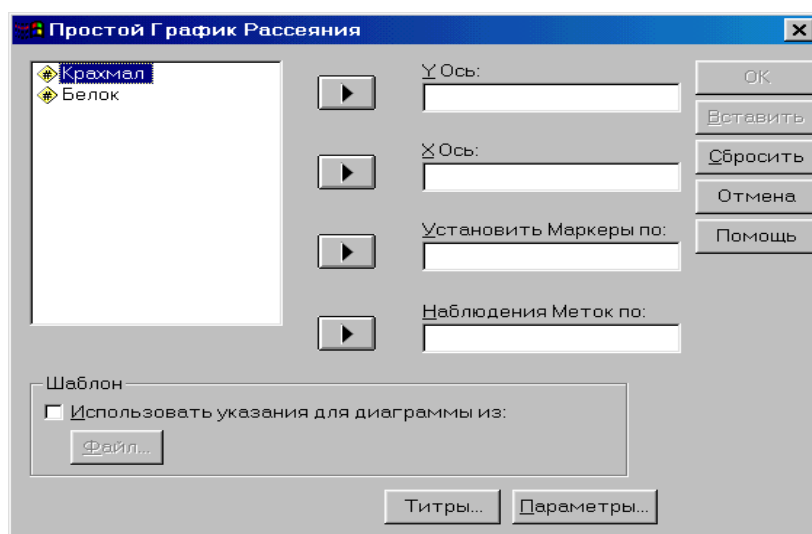 Простой График Рассеяния
Крахмал
Белок
Y Ось:
X Ось:
Установить Маркеры по:
Наблюдения Меток по:
OK
Вставить
Сбросить
Отмена
Помощь
Шаблон
Использовать указания для диаграммы из:
Файл...
Титры...
Параметры...